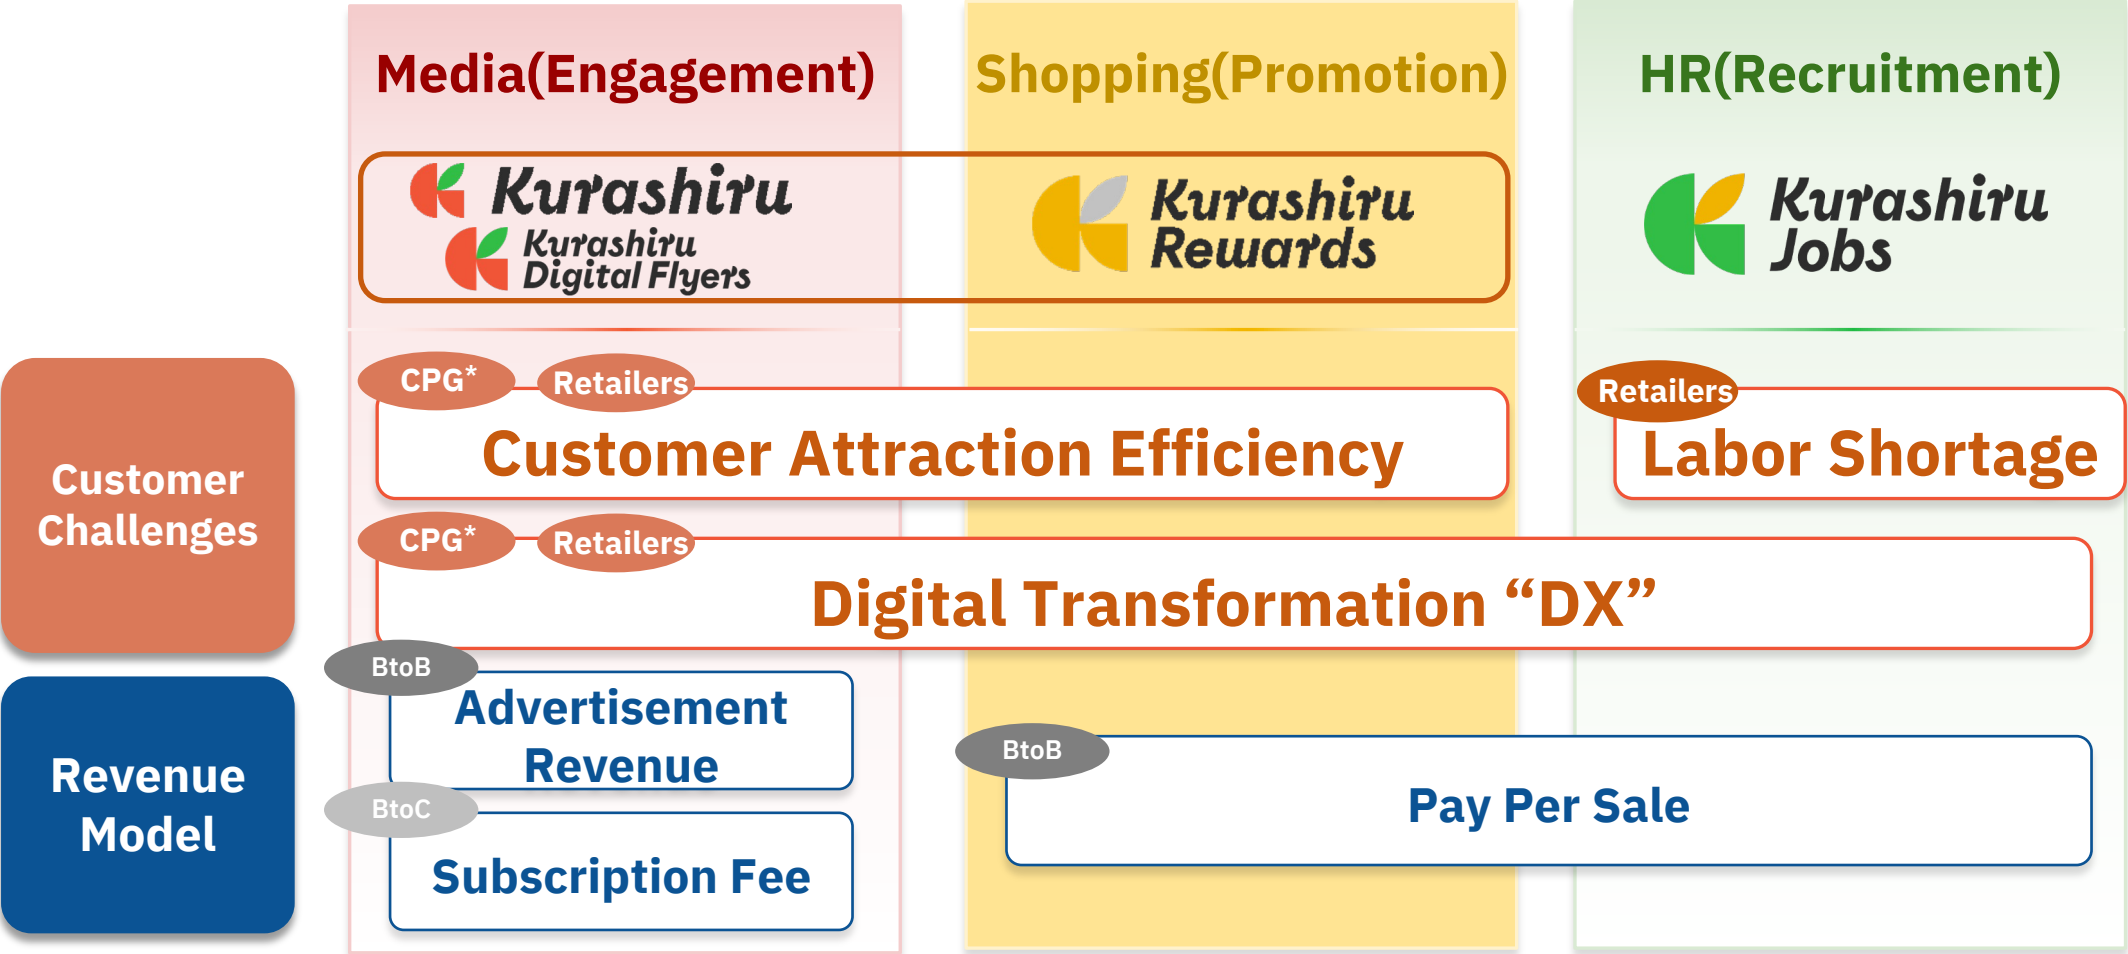 Media(Engagement)
Shopping(Promotion)
HR(Recruitment)
Kurashiru
Kurashiru
Digital Flyers
Kurashiru
Rewards
Kurashiru
Jobs
Customer
Challenges
CPG*
Retailers
Customer Attraction Efficiency
Retailers
Labor Shortage
CPG*
Retailers
Digital Transformation “DX”
Revenue
Model
BtoB
Advertisement
Revenue
BtoC
Subscription Fee
BtoB
Pay Per Sale